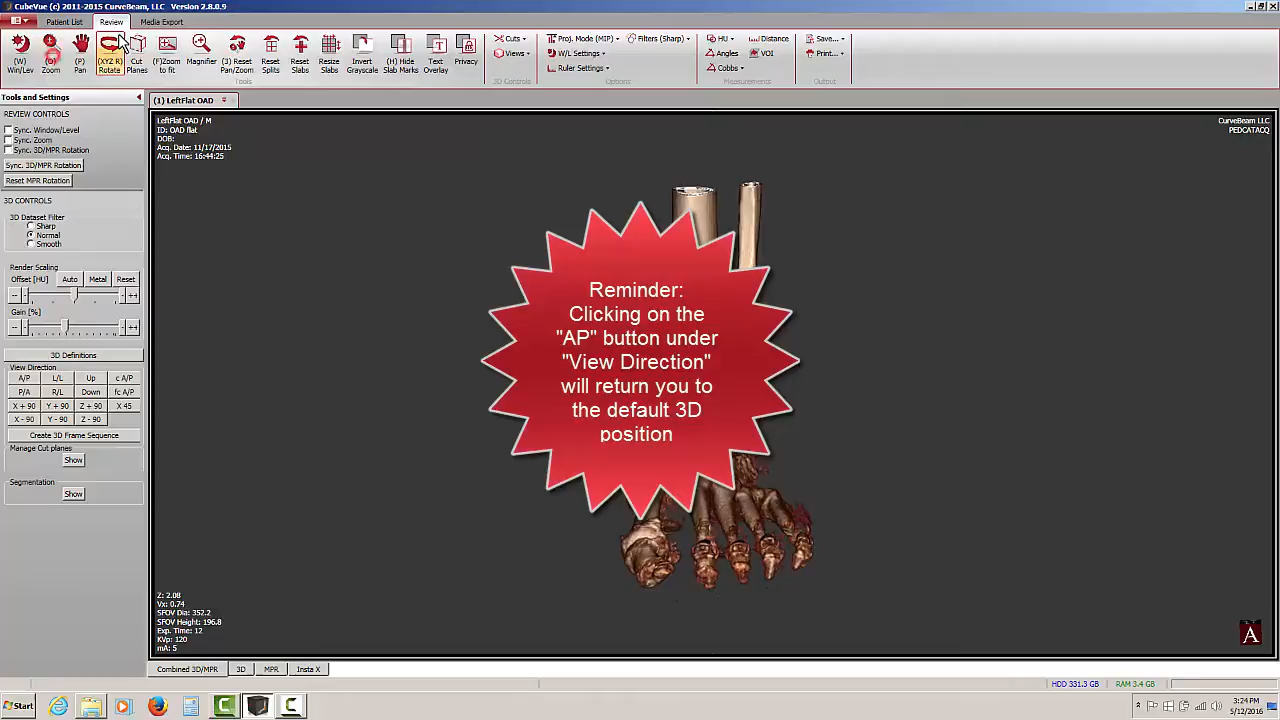 CubeVue (c) 2011-2015 CurveBeam, LLC Version 2.8.0.9
Patient List Review Media Export
(W) Win/Lev
(Q) Zoom
(P) Pan
(XYZ R) Rotate
Cut Planes
(F)Zoom to fit
Magnifier
(3) Reset Pan/Zoom
Reset Splits
Reset Slabs
Resize Slabs
Invert Grayscale
(H) Hide Slab Marks
Text Overlay
Privacy
Tools
Cuts
Views
3D Controls
Proj. Mode (MIP) Filters (Sharp)
W/L Settings
Ruler Settings
Options
HU Distance
Angles VOI
Cobbs
Measurements
Save...
Print...
Output
Tools and Settings
(1) LeftFlat OAD
REVIEW CONTROLS
Sync. Window/Level
Sync. Zoom
Sync. 3D/MPR Rotation
Sync. 3D/MPR Rotation
Reset MPR Rotation
3D CONTROLS
3D Dataset Filter
Sharp
Normal
Smooth
Render Scaling
Offset [HU] Auto Metal Reset
-- - - ++
Gain [%]
-- - - ++
3D Definitions
View Direction
A/P L/L Up c A/P
P/A R/L Down fc A/P
X + 90 Y + 90 Z + 90 X 45
X - 90 Y - 90 Z - 90
Create 3D Frame Sequence
Manage Cut planes
Show
Segmentation
Show
LeftFlat OAD / M
ID: OAD flat
DOB:
Acq. Date: 11/17/2015
Acq. Time: 16:44:25
CurveBeam LLC
PEDCATACQ
Reminder:
Clicking on the
"AP" button under
"View Direction"
will return you to
the default 3D
position
Z: 2.08
Vx: 0.74
SFOV Dia: 352.2
SFOV Height: 196.8
Exp. Time: 12
KVp: 120
mA: 5
A
Combined 3D/MPR 3D MPR Insta X
HDD 331.3 GB RAM 3.4 GB
Start
3:24 PM
5/12/2016